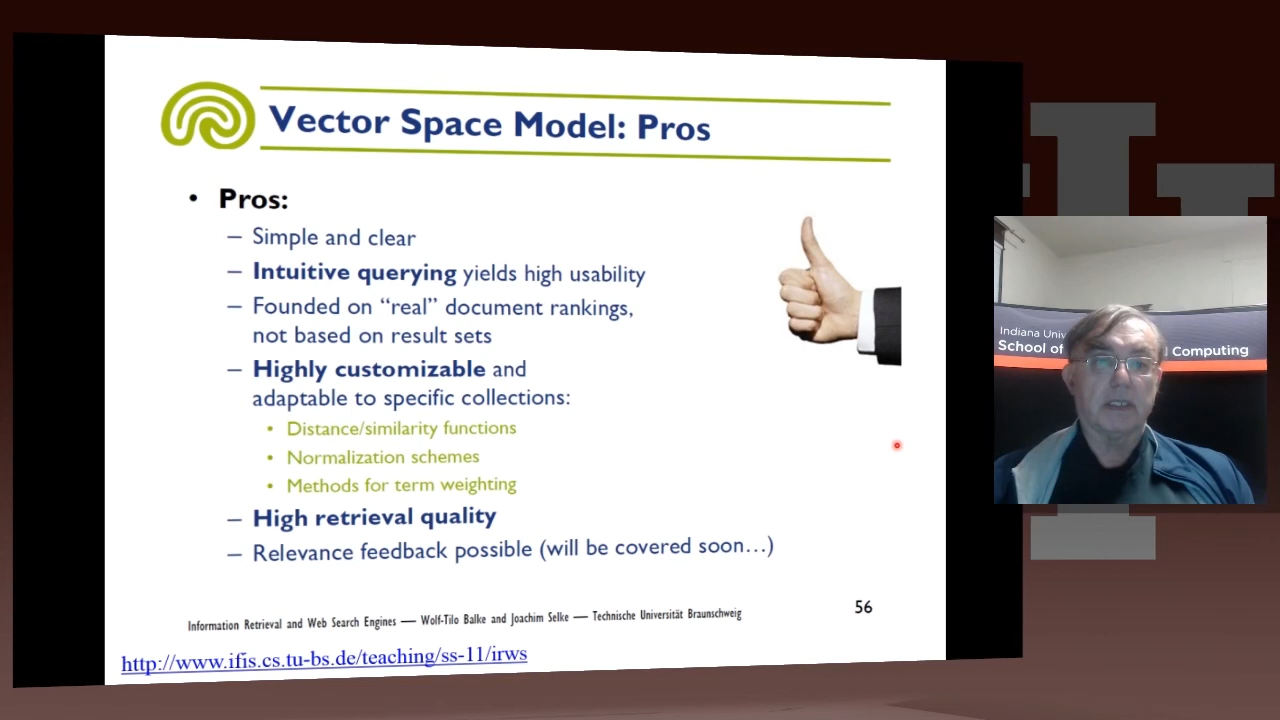 Vector Space Model: Pros
• Pros:
– Simple and clear
– Intuitive querying yields high usability
– Founded on “real” document rankings,
not based on result sets
– Highly customizable and
adaptable to specific collections:
• Distance/similarity functions
• Normalization schemes
• Methods for term weighting
– High retrieval quality
– Relevance feedback possible (will be covered soon…)
56
Information Retrieval and Web Search Engines — Wolf-Tilo Balke and Joachim Selke — Technische Universität Braunschweig
http://www.ifis.cs.tu-bs.de/teaching/ss-11/irws
Indiana
School of Computing